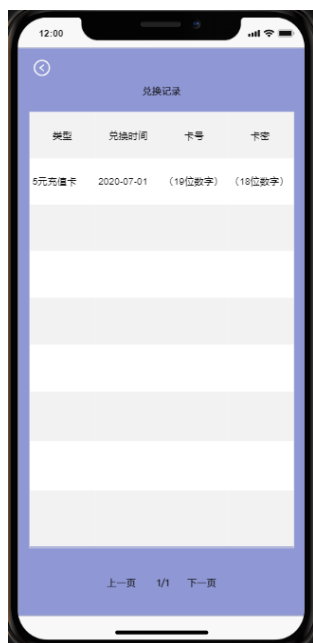 12:00
兑换记录
类型 兑换时间 卡号 卡密
5元充值卡 2020-07-01 （19位数字） （18位数字）
上一页 1/1 下一页